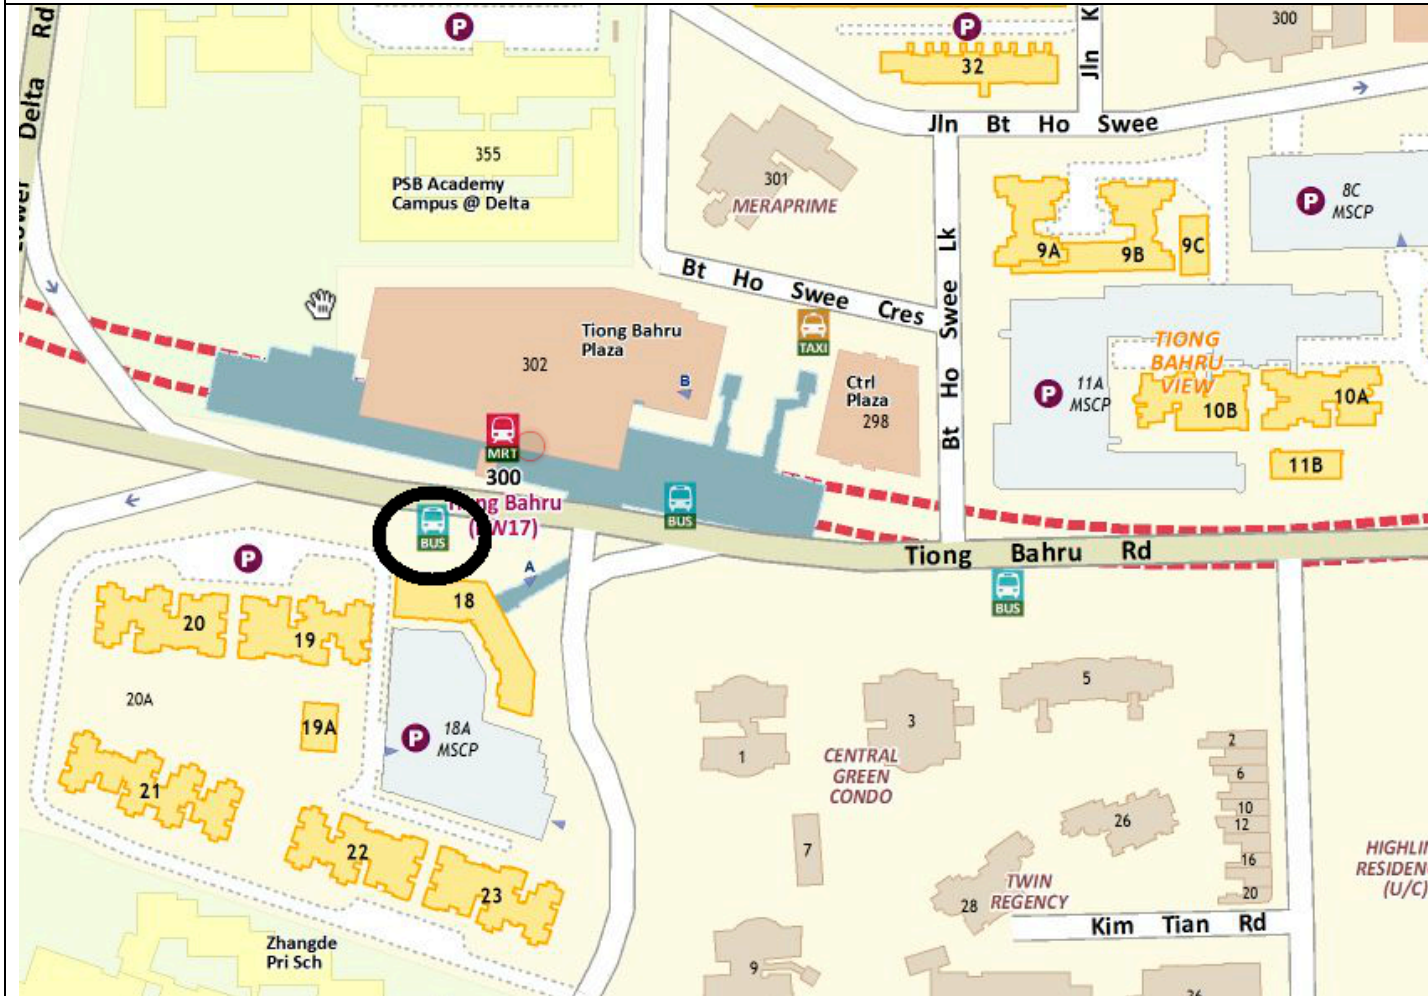 Delta Rd
Lower
P
P
32
300
Jln K
Jln Bt Ho Swee
355
PSB Academy
Campus @ Delta
301
MERAPRIME
8C
MSCP
P
9A
9B
9C
Bt Ho Swee Lk
Bt Ho Swee Cres
TAXI
Tiong Bahru
Plaza
302
B
Ctrl
Plaza
298
TIONG
BAHRU
VIEW
P
11A
MSCP
10B
10A
11B
MRT
300
Tiong Bahru
(EW17)
BUS
BUS
Tiong Bahru Rd
BUS
P
A
18
20
19
20A
19A
P
18A
MSCP
21
22
23
Zhangde
Pri Sch
1
3
5
CENTRAL
GREEN
CONDO
7
9
2
6
10
12
16
20
26
28
TWIN
REGENCY
Kim Tian Rd